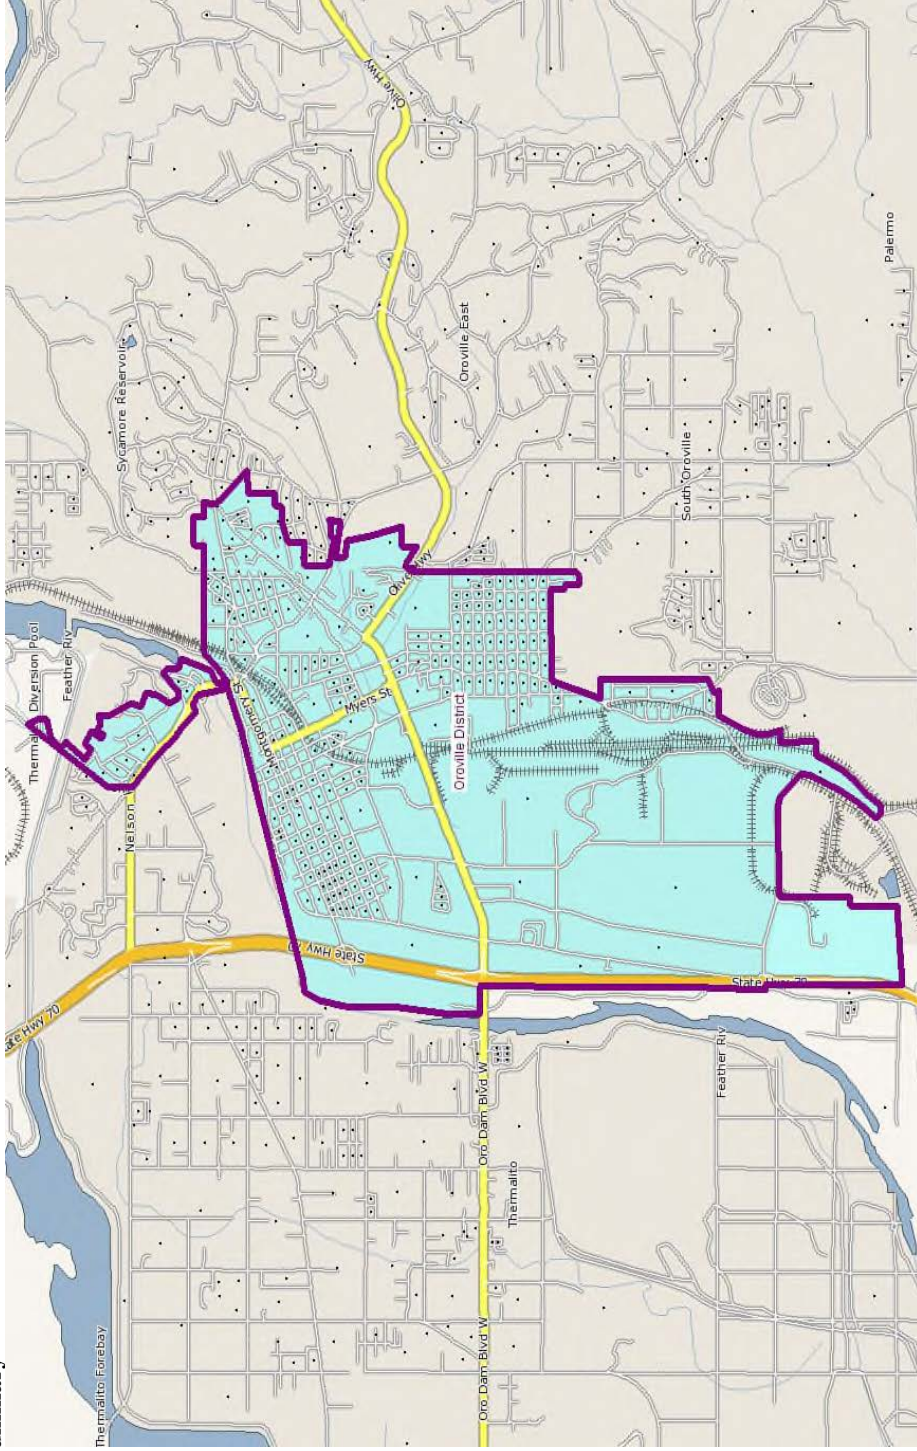 Olive Hwy
Palermo
Oroville East
Sycamore Reservoir
South Oroville
Olive Hwy
Thermal
Diversion Pool
Feather Riv
Montgomery St
Myers St
Oroville District
Nelson
State Hwy 70
State Hwy 70
ate Hwy 70
Feather Riv
Oro Dam Blvd W
Thermalito
Oro Dam Blvd W
Thermalito Forebay